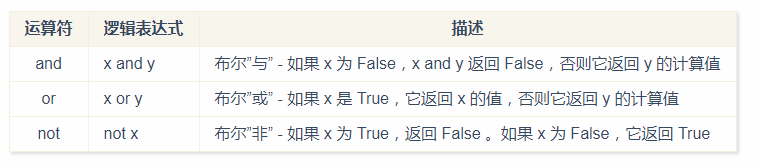 运算符 逻辑表达式 描述
and x and y 布尔”与” - 如果 x 为 False，x and y 返回 False，否则它返回 y 的计算值
or x or y 布尔”或” - 如果 x 是 True，它返回 x 的值，否则它返回 y 的计算值
not not x 布尔”非” - 如果 x 为 True，返回 False 。如果 x 为 False，它返回 True